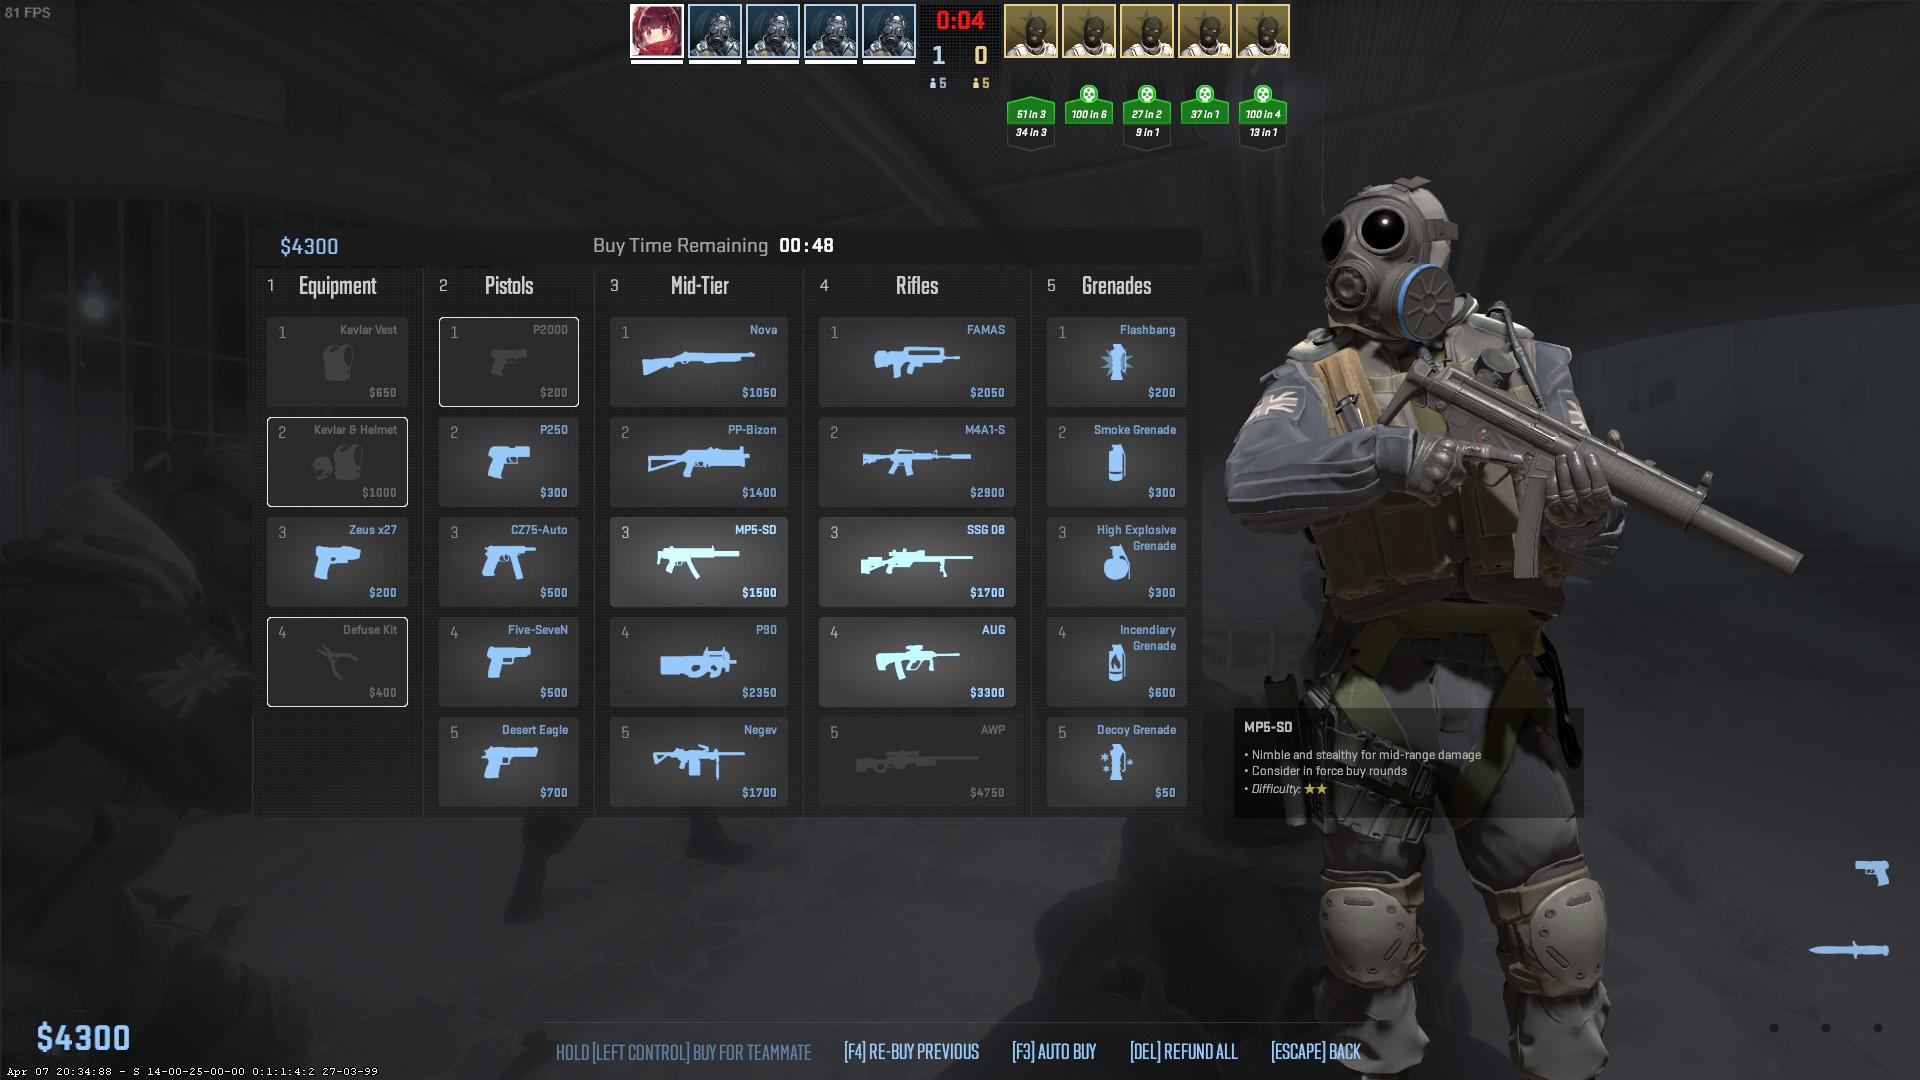 81 FPS
0:04
1 0
5 5
51 in 3 100 in 6 27 in 2 37 in 1 100 in 4
34 in 3 9 in 1 13 in 1
$4300 Buy Time Remaining 00:48
1 Equipment 2 Pistols 3 Mid-Tier 4 Rifles 5 Grenades
1 Kevlar Vest
$650
2 Kevlar & Helmet
$1000
3 Zeus x27
$200
4 Defuse Kit
$400
1 P2000
$200
2 P250
$300
3 CZ75-Auto
$500
4 Five-SeveN
$500
5 Desert Eagle
$700
1 Nova
$1050
2 PP-Bizon
$1400
3 MP5-SD
$1500
4 P90
$2350
5 Negev
$1700
1 FAMAS
$2050
2 M4A1-S
$2900
3 SSG 08
$1700
4 AUG
$3300
5 AWP
$4750
1 Flashbang
$200
2 Smoke Grenade
$300
3 High Explosive
Grenade
$300
4 Incendiary
Grenade
$600
5 Decoy Grenade
$50
MP5-SD
• Nimble and stealthy for mid-range damage
• Consider in force buy rounds
• Difficulty: ★★
$4300
HOLD [LEFT CONTROL] BUY FOR TEAMMATE [F4] RE-BUY PREVIOUS [F3] AUTO BUY [DEL] REFUND ALL [ESCAPE] BACK
Apr 07 20:34:88 - S 14-00-25-00-00 0:1:1:4:2 27-03-99